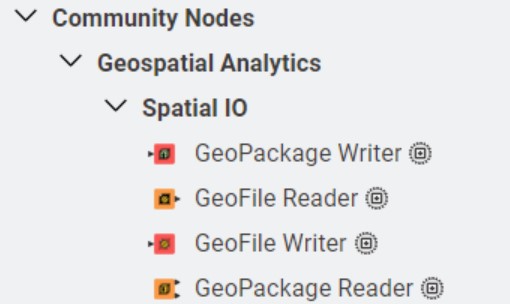 Community Nodes
Geospatial Analytics
Spatial IO
GeoPackage Writer
GeoFile Reader
GeoFile Writer
GeoPackage Reader